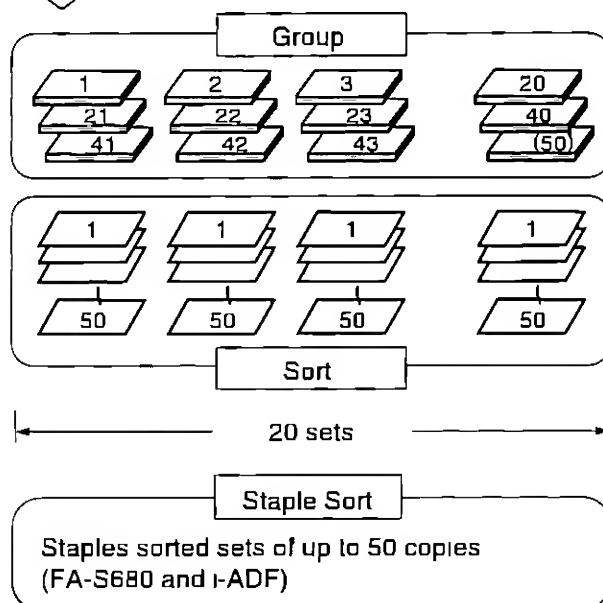 Group
1 2 3 20
21 22 23 40
41 42 43 (50)
1 1 1 1
50 50 50 50
Sort
20 sets
Staple Sort
Staples sorted sets of up to 50 copies
(FA-S680 and i-ADF)